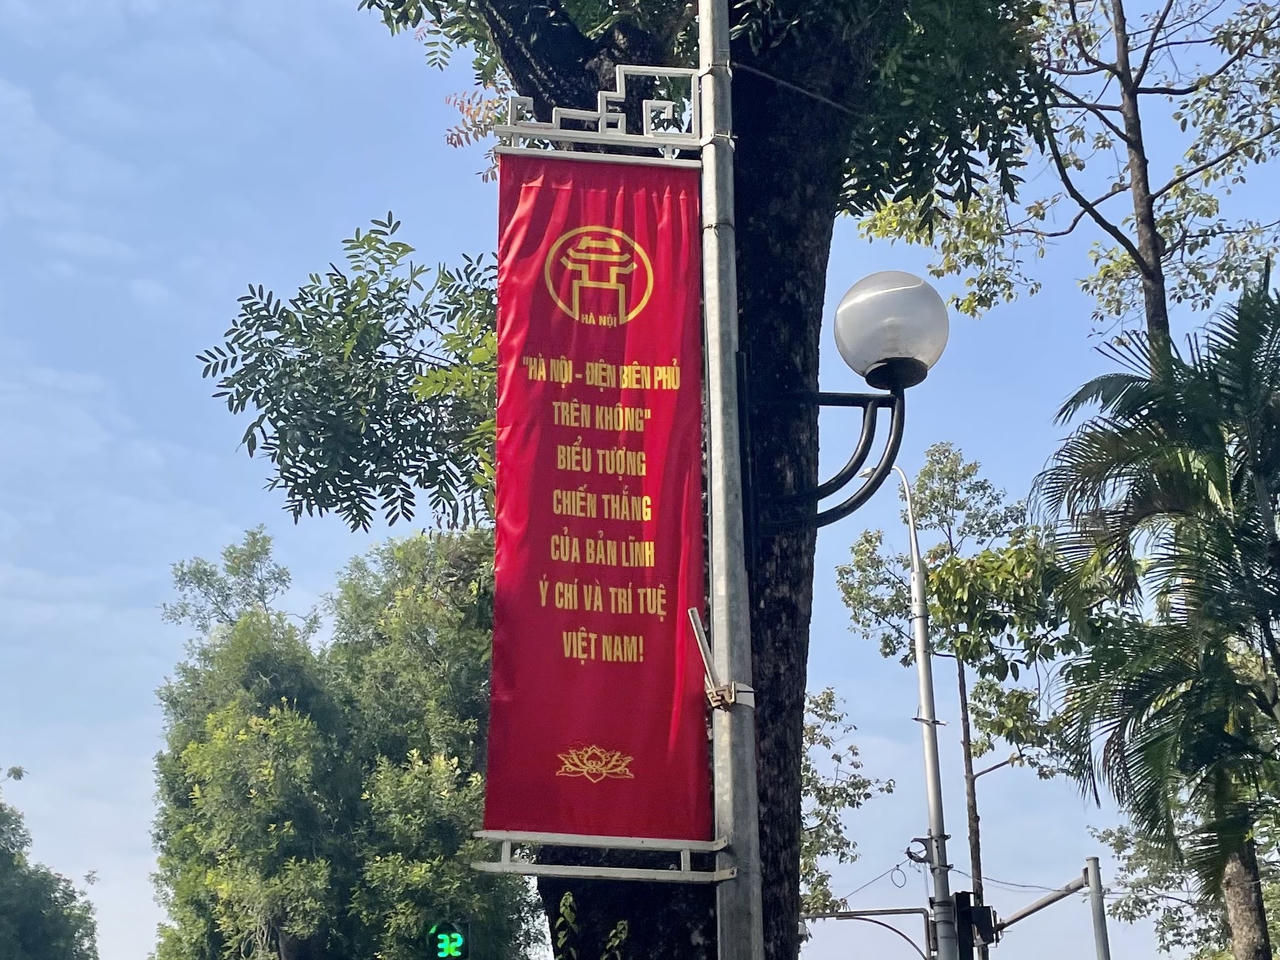 HÀ NỘI
"HÀ NỘI - ĐIỆN BIÊN PHỦ
TRÊN KHÔNG"
BIỂU TƯỢNG
CHIẾN THẮNG
CỦA BẢN LĨNH
Ý CHÍ VÀ TRÍ TUỆ
VIỆT NAM!
32